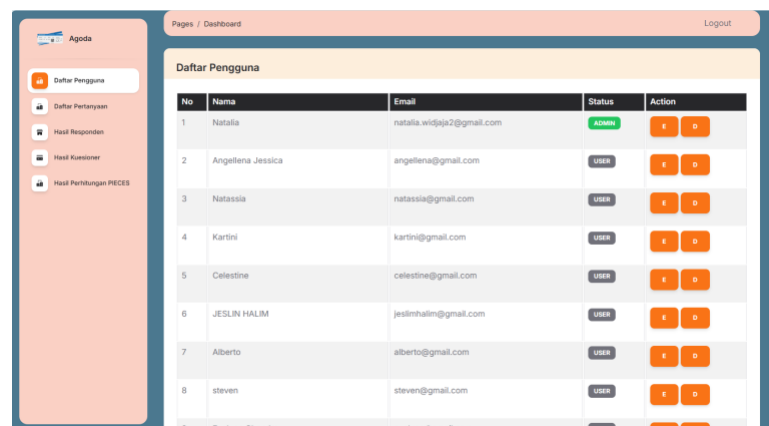 Agoda
Daftar Pengguna
Daftar Pertanyaan
Hasil Responden
Hasil Kuesioner
Hasil Perhitungan PIECES
Pages / Dashboard
Logout
Daftar Pengguna
No Nama Email Status Action
1 Natalia natalia.widjaja2@gmail.com ADMIN E D
2 Angellena Jessica angellena@gmail.com USER E D
3 Natassia natassia@gmail.com USER E D
4 Kartini kartini@gmail.com USER E D
5 Celestine celestine@gmail.com USER E D
6 JESLIN HALIM jeslimhalim@gmail.com USER E D
7 Alberto alberto@gmail.com USER E D
8 steven steven@gmail.com USER E D